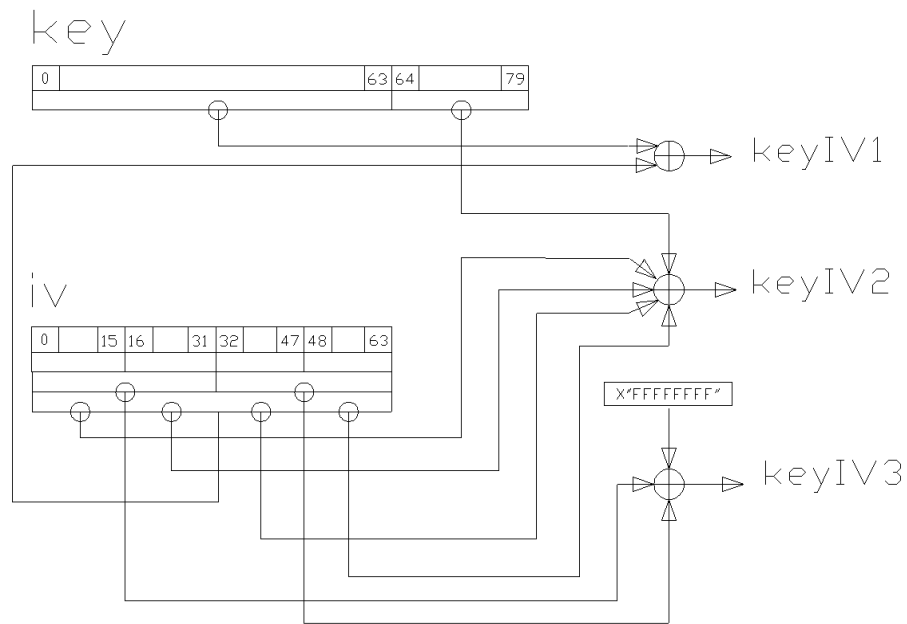 key
0 63 64 79
keyIV1
keyIV2
iv
0 15 16 31 32 47 48 63
X"FFFFFFFF"
keyIV3